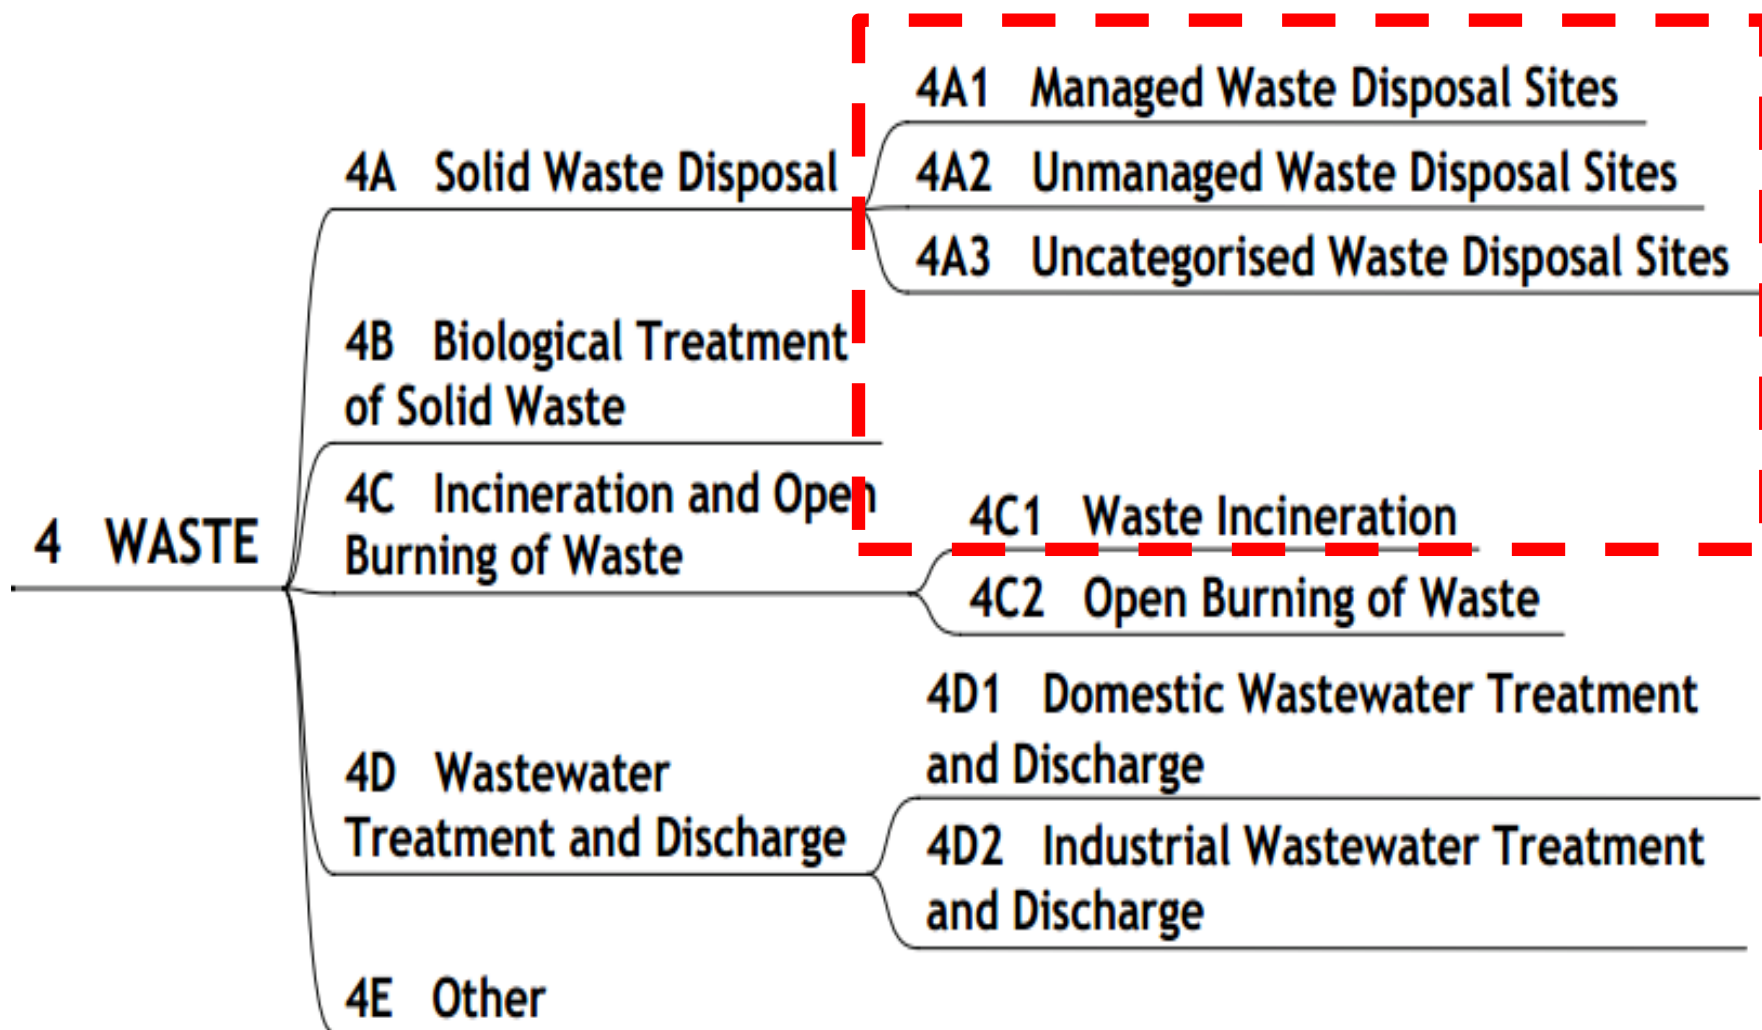 4 WASTE
4A Solid Waste Disposal
4A1 Managed Waste Disposal Sites
4A2 Unmanaged Waste Disposal Sites
4A3 Uncategorised Waste Disposal Sites
4B Biological Treatment
of Solid Waste
4C Incineration and Open
Burning of Waste
4C1 Waste Incineration
4C2 Open Burning of Waste
4D Wastewater
Treatment and Discharge
4D1 Domestic Wastewater Treatment
and Discharge
4D2 Industrial Wastewater Treatment
and Discharge
4E Other